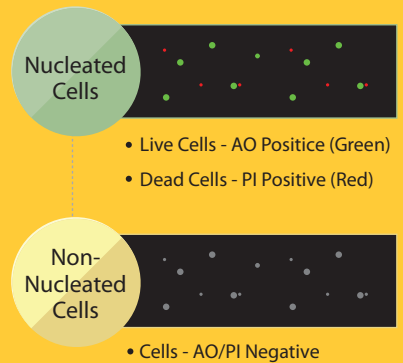 Nucleated
Cells
• Live Cells - AO Positice (Green)
• Dead Cells - PI Positive (Red)
Non-
Nucleated
Cells
• Cells - AO/PI Negative